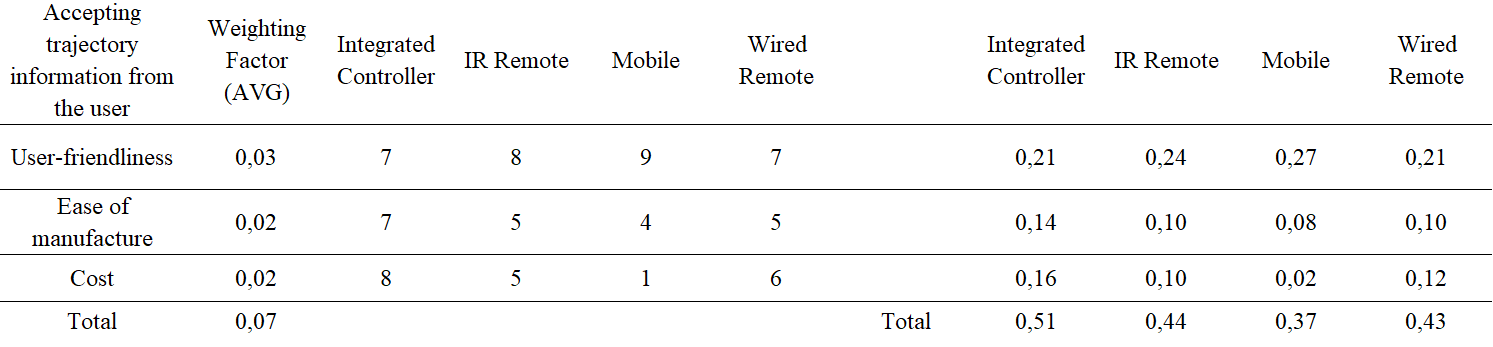 Accepting trajectory information from the user Weighting Factor (AVG) Integrated Controller IR Remote Mobile Wired Remote Integrated Controller IR Remote Mobile Wired Remote
User-friendliness 0,03 7 8 9 7 0,21 0,24 0,27 0,21
Ease of manufacture 0,02 7 5 4 5 0,14 0,10 0,08 0,10
Cost 0,02 8 5 1 6 0,16 0,10 0,02 0,12
Total 0,07 Total 0,51 0,44 0,37 0,43